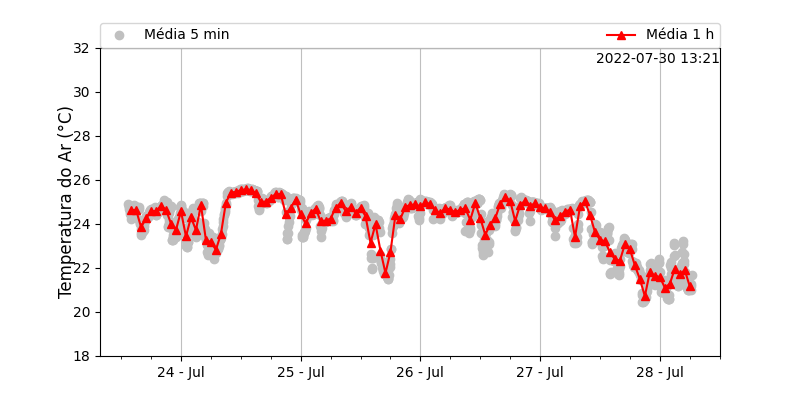 Média 5 min
Média 1 h
2022-07-30 13:21
Temperatura do Ar (°C)
32
30
28
26
24
22
20
18
24 - Jul
25 - Jul
26 - Jul
27 - Jul
28 - Jul